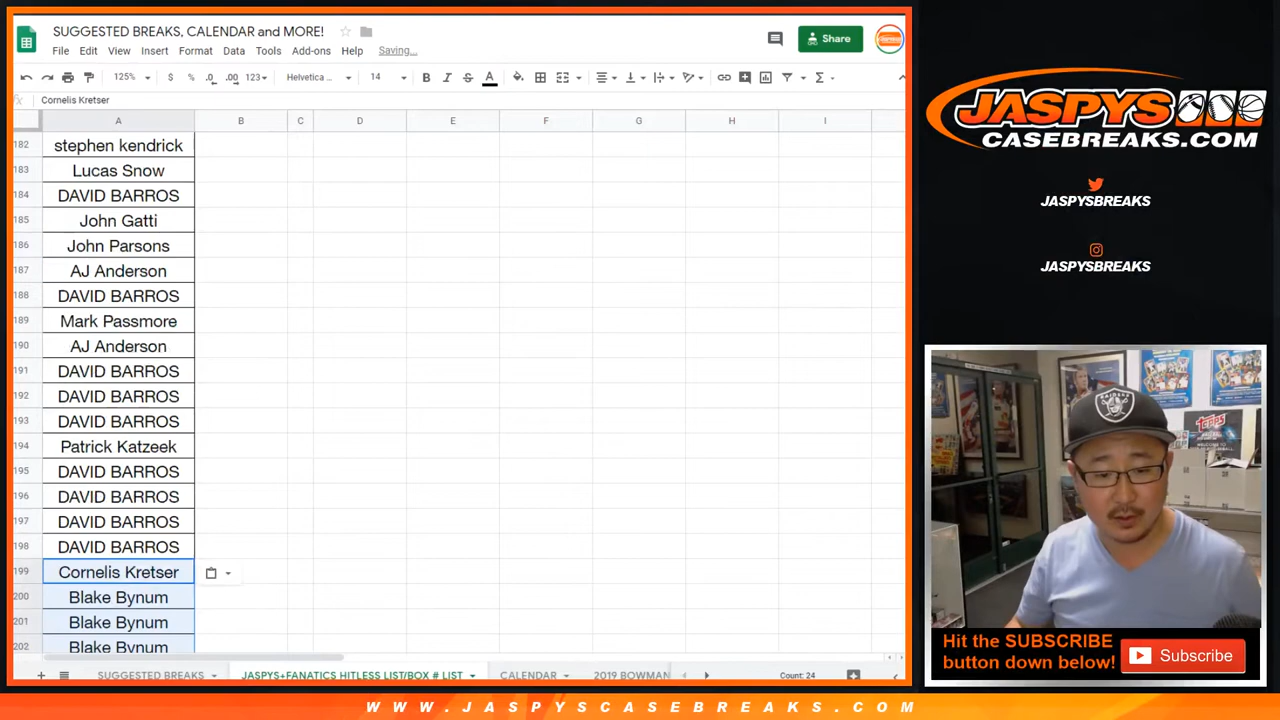 SUGGESTED BREAKS, CALENDAR and MORE!
File Edit View Insert Format Data Tools Add-ons Help Saving...
Share
125% $ % .0 .00 123 Helvetica ... 14 B I S A
Cornelis Kretser
A B C D E F G H I
182 stephen kendrick
183 Lucas Snow
184 DAVID BARROS
185 John Gatti
186 John Parsons
187 AJ Anderson
188 DAVID BARROS
189 Mark Passmore
190 AJ Anderson
191 DAVID BARROS
192 DAVID BARROS
193 DAVID BARROS
194 Patrick Katzeek
195 DAVID BARROS
196 DAVID BARROS
197 DAVID BARROS
198 DAVID BARROS
199 Cornelis Kretser
200 Blake Bynum
201 Blake Bynum
202 Blake Bynum
SUGGESTED BREAKS JASPYS+FANATICS HITLESS LIST/BOX # LIST CALENDAR 2019 BOWMAN Count: 24
JASPYS
CASEBREAKS.COM
JASPYSBREAKS
JASPYSBREAKS
RAIDERS
Topps
Hit the SUBSCRIBE
button down below!
Subscribe
WWW.JASPYSCASEBREAKS.COM